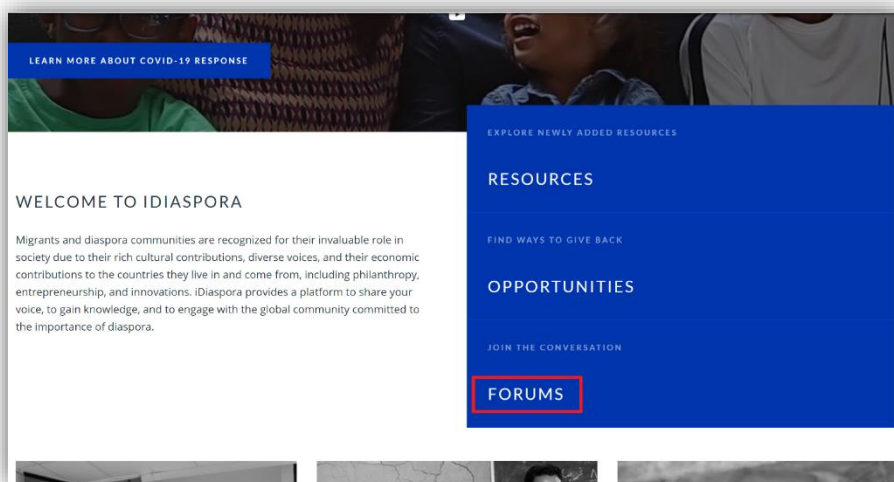 LEARN MORE ABOUT COVID-19 RESPONSE
WELCOME TO IDIASPORA
Migrants and diaspora communities are recognized for their invaluable role in
society due to their rich cultural contributions, diverse voices, and their economic
contributions to the countries they live in and come from, including philanthropy,
entrepreneurship, and innovations. iDiaspora provides a platform to share your
voice, to gain knowledge, and to engage with the global community committed to
the importance of diaspora.
EXPLORE NEWLY ADDED RESOURCES
RESOURCES
FIND WAYS TO GIVE BACK
OPPORTUNITIES
JOIN THE CONVERSATION
FORUMS